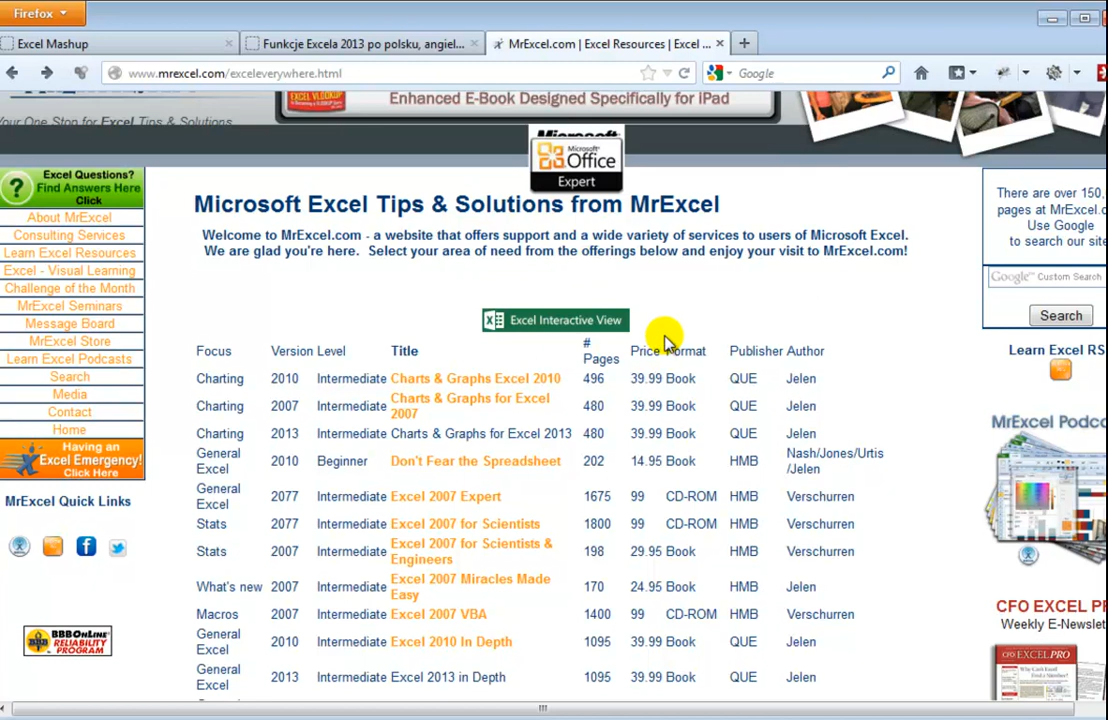 Firefox
Excel Mashup
Funkcje Excela 2013 po polsku, angiel...
MrExcel.com | Excel Resources | Excel ...
www.mrexcel.com/exceleverywhere.html
Google
Your One Stop for Excel Tips & Solutions
EXCEL VLOOKUP
Enhanced E-Book Designed Specifically for iPad
Microsoft
Microsoft
Office
Expert
Excel Questions?
Find Answers Here
Click
About MrExcel
Consulting Services
Learn Excel Resources
Excel - Visual Learning
Challenge of the Month
MrExcel Seminars
Message Board
MrExcel Store
Learn Excel Podcasts
Search
Media
Contact
Home
Having an
Excel Emergency!
Click Here
MrExcel Quick Links
BBBOnLine
RELIABILITY
PROGRAM
Microsoft Excel Tips & Solutions from MrExcel
Welcome to MrExcel.com - a website that offers support and a wide variety of services to users of Microsoft Excel.
We are glad you're here. Select your area of need from the offerings below and enjoy your visit to MrExcel.com!
Excel Interactive View
Focus Version Level Title # Pages Price Format Publisher Author
Charting 2010 Intermediate Charts & Graphs Excel 2010 496 39.99 Book QUE Jelen
Charting 2007 Intermediate Charts & Graphs for Excel 2007 480 39.99 Book QUE Jelen
Charting 2013 Intermediate Charts & Graphs for Excel 2013 480 39.99 Book QUE Jelen
General Excel 2010 Beginner Don't Fear the Spreadsheet 202 14.95 Book HMB Nash/Jones/Urtis/Jelen
General Excel 2077 Intermediate Excel 2007 Expert 1675 99 CD-ROM HMB Verschurren
Stats 2077 Intermediate Excel 2007 for Scientists 1800 99 CD-ROM HMB Verschurren
Stats 2007 Intermediate Excel 2007 for Scientists & Engineers 198 29.95 Book HMB Verschurren
What's new 2007 Intermediate Excel 2007 Miracles Made Easy 170 24.95 Book HMB Jelen
Macros 2007 Intermediate Excel 2007 VBA 1400 99 CD-ROM HMB Verschurren
General Excel 2010 Intermediate Excel 2010 In Depth 1095 39.99 Book QUE Jelen
General Excel 2013 Intermediate Excel 2013 in Depth 1095 39.99 Book QUE Jelen
There are over 150,
pages at MrExcel.c
Use Google
to search our site
Google™ Custom Search
Search
Learn Excel RS
MrExcel Podca
CFO EXCEL P
Weekly E-Newslet
CFO EXCEL PRO